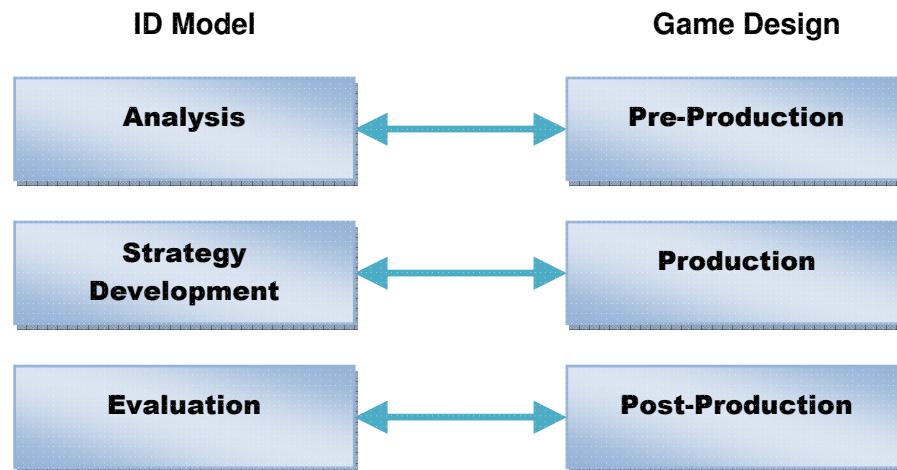 ID Model
Game Design
Analysis
Pre-Production
Strategy
Development
Production
Evaluation
Post-Production